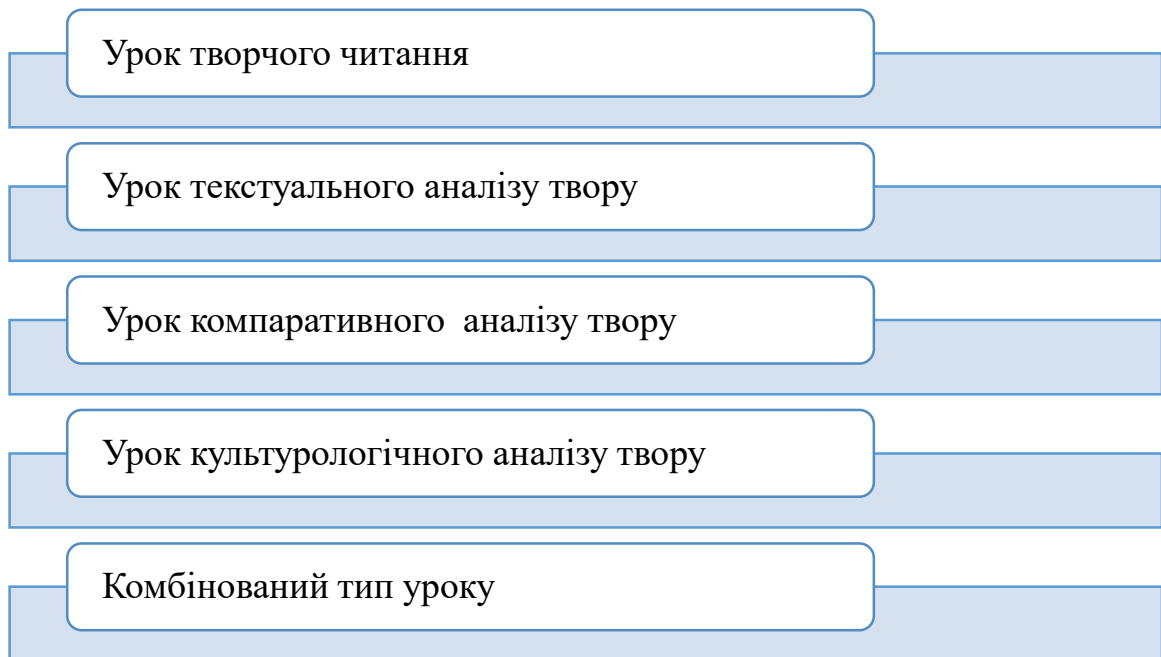 Урок творчого читання
Урок текстуального аналізу твору
Урок компаративного  аналізу твору
Урок культурологічного аналізу твору
Комбінований тип уроку